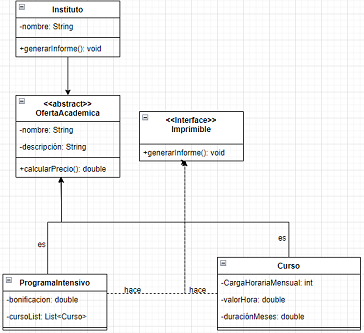 Instituto
-nombre: String
+generarInforme(): void
<<abstract>>
OfertaAcademica
-nombre: String
-descripción: String
+calcularPrecio(): double
<<Interface>>
Imprimible
+generarInforme(): void
es
es
hace
hace
ProgramaIntensivo
-bonificacion: double
-cursoList: List<Curso>
Curso
-CargaHorariaMensual: int
-valorHora: double
-duraciónMeses: double